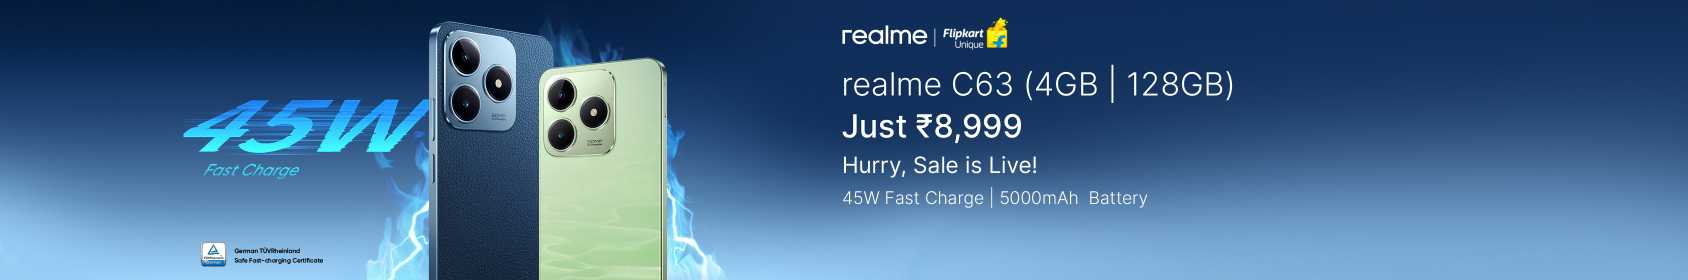 45W
Fast Charge
German TÜVRheinland
Safe Fast-charging Certificate
realme | Flipkart Unique
realme C63 (4GB | 128GB)
Just ₹8,999
Hurry, Sale is Live!
45W Fast Charge | 5000mAh Battery